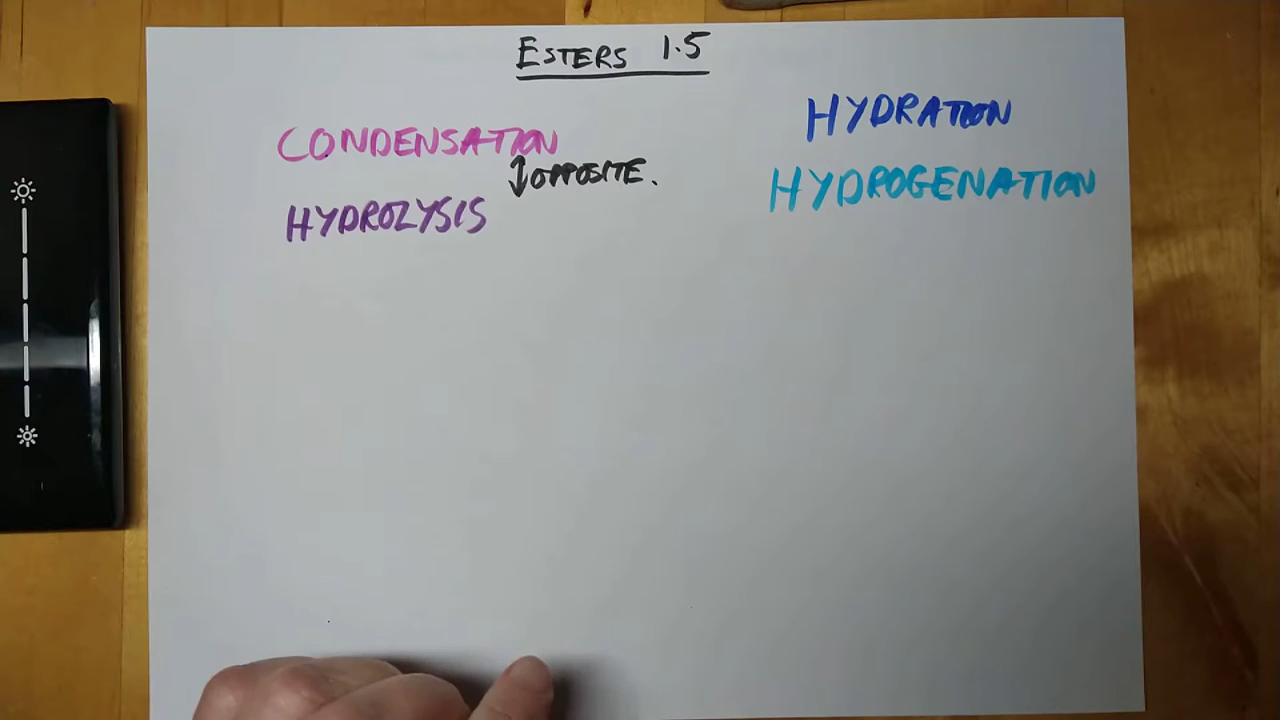 ESTERS 1.5
CONDENSATION
↕OPPOSITE.
HYDROLYSIS
HYDRATION
HYDROGENATION